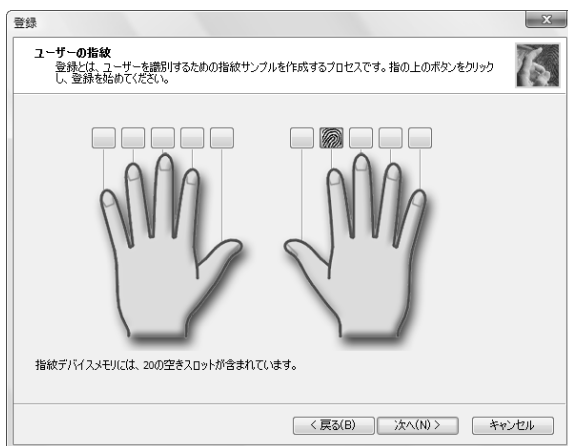 登録
ユーザーの指紋
登録とは、ユーザーを識別するための指紋サンプルを作成するプロセスです。指の上のボタンをクリック
し、登録を始めてください。
指紋デバイスメモリには、20の空きスロットが含まれています。
< 戻る(B)
次へ(N) >
キャンセル